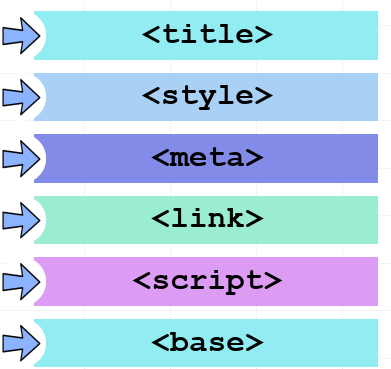 <title>
<style>
<meta>
<link>
<script>
<base>